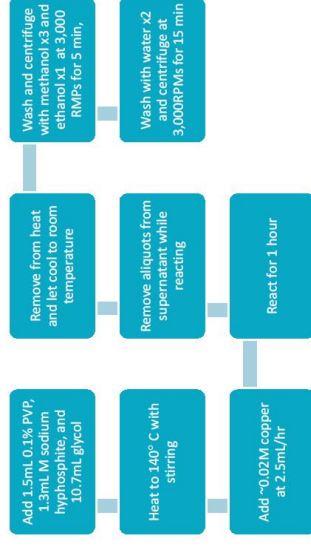 Add 1.5mL 0.1% PVP,
1.3mL M sodium
hyphosphite, and
10.7mL glycol
Heat to 140° C with
stirring
Add ~0.02M copper
at 2.5mL/hr
React for 1 hour
Remove aliquots from
supernatant while
reacting
Remove from heat
and let cool to room
temperature
Wash and centrifuge
with methanol x3 and
ethanol x1 at 3,000
RMPs for 5 min,
Wash with water x2
and centrifuge at
3,000RPMs for 15 min